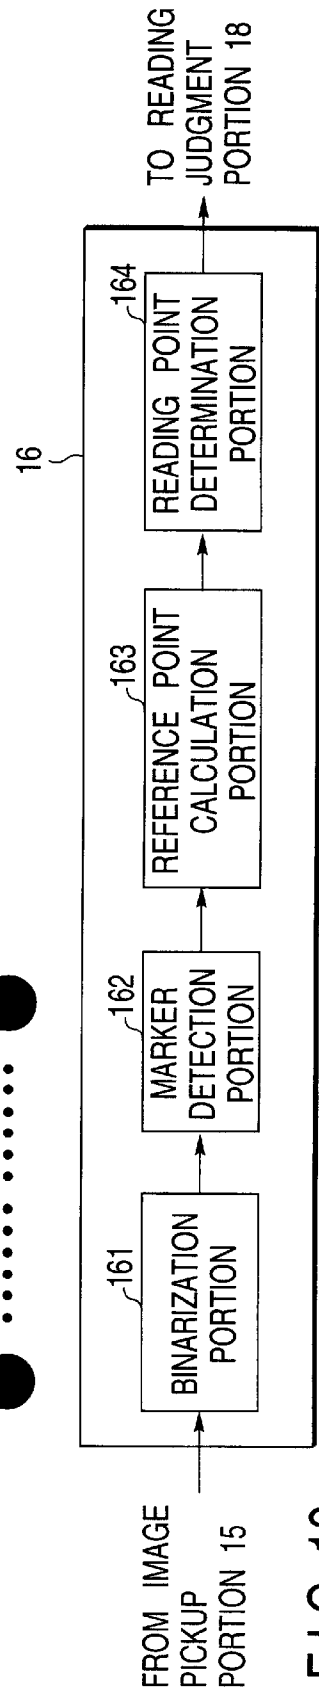 16
FROM IMAGE
PICKUP
PORTION 15
161
BINARIZATION
PORTION
162
MARKER
DETECTION
PORTION
163
REFERENCE POINT
CALCULATION
PORTION
164
READING POINT
DETERMINATION
PORTION
TO READING
JUDGMENT
PORTION 18